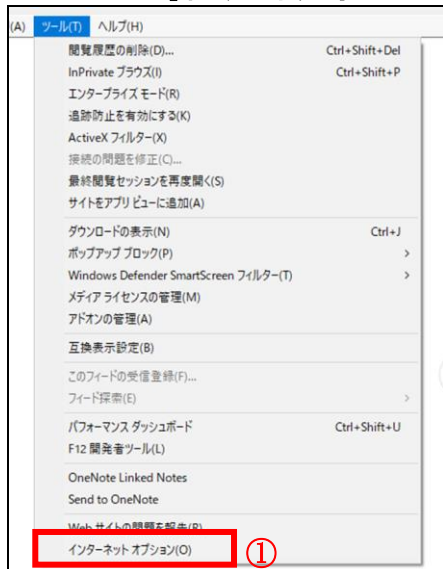 (A) ツール(T) ヘルプ(H)
閲覧履歴の削除(D)... Ctrl+Shift+Del
InPrivate ブラウズ(I) Ctrl+Shift+P
エンタープライズ モード(R)
追跡防止を有効にする(K)
ActiveX フィルター(X)
接続の問題を修正(C)...
最終閲覧セッションを再度開く(S)
サイトをアプリ ビューに追加(A)
ダウンロードの表示(N) Ctrl+J
ポップアップ ブロック(P) >
Windows Defender SmartScreen フィルター(T) >
メディア ライセンスの管理(M)
アドオンの管理(A)
互換表示設定(B)
このフィードの受信登録(F)...
フィード探索(E) >
パフォーマンス ダッシュボード Ctrl+Shift+U
F12 開発者ツール(L)
OneNote Linked Notes
Send to OneNote
Web サイトの問題を報告(R)
インターネット オプション(O) ①